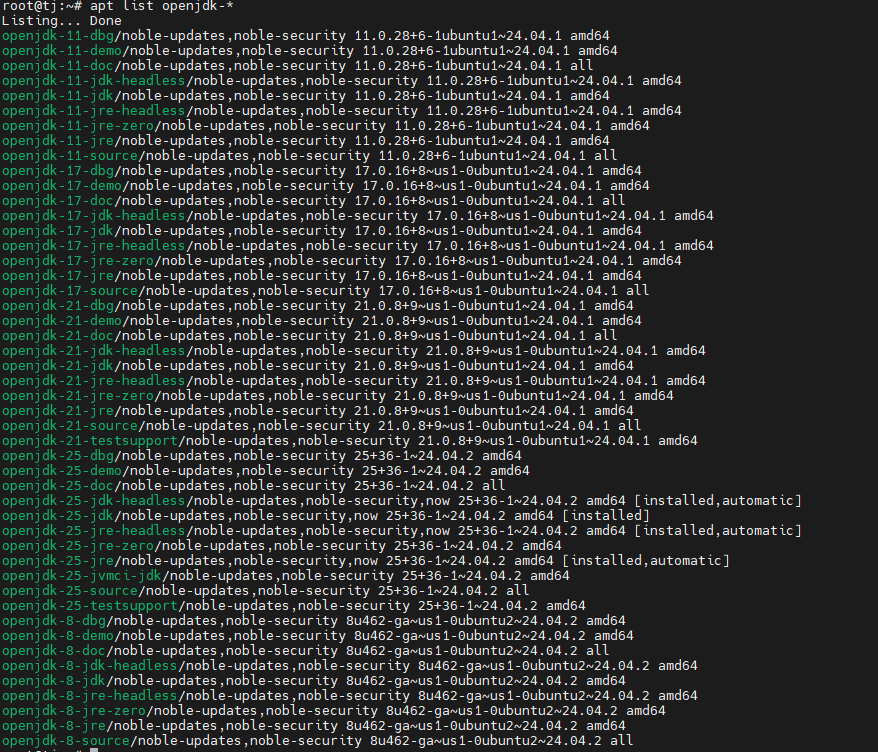 root@tj:~# apt list openjdk-*
Listing... Done
openjdk-11-dbg/noble-updates,noble-security 11.0.28+6-1ubuntu1~24.04.1 amd64
openjdk-11-demo/noble-updates,noble-security 11.0.28+6-1ubuntu1~24.04.1 amd64
openjdk-11-doc/noble-updates,noble-security 11.0.28+6-1ubuntu1~24.04.1 all
openjdk-11-jdk-headless/noble-updates,noble-security 11.0.28+6-1ubuntu1~24.04.1 amd64
openjdk-11-jdk/noble-updates,noble-security 11.0.28+6-1ubuntu1~24.04.1 amd64
openjdk-11-jre-headless/noble-updates,noble-security 11.0.28+6-1ubuntu1~24.04.1 amd64
openjdk-11-jre-zero/noble-updates,noble-security 11.0.28+6-1ubuntu1~24.04.1 amd64
openjdk-11-jre/noble-updates,noble-security 11.0.28+6-1ubuntu1~24.04.1 amd64
openjdk-11-source/noble-updates,noble-security 11.0.28+6-1ubuntu1~24.04.1 all
openjdk-17-dbg/noble-updates,noble-security 17.0.16+8~us1-0ubuntu1~24.04.1 amd64
openjdk-17-demo/noble-updates,noble-security 17.0.16+8~us1-0ubuntu1~24.04.1 amd64
openjdk-17-doc/noble-updates,noble-security 17.0.16+8~us1-0ubuntu1~24.04.1 all
openjdk-17-jdk-headless/noble-updates,noble-security 17.0.16+8~us1-0ubuntu1~24.04.1 amd64
openjdk-17-jdk/noble-updates,noble-security 17.0.16+8~us1-0ubuntu1~24.04.1 amd64
openjdk-17-jre-headless/noble-updates,noble-security 17.0.16+8~us1-0ubuntu1~24.04.1 amd64
openjdk-17-jre-zero/noble-updates,noble-security 17.0.16+8~us1-0ubuntu1~24.04.1 amd64
openjdk-17-jre/noble-updates,noble-security 17.0.16+8~us1-0ubuntu1~24.04.1 amd64
openjdk-17-source/noble-updates,noble-security 17.0.16+8~us1-0ubuntu1~24.04.1 all
openjdk-21-dbg/noble-updates,noble-security 21.0.8+9~us1-0ubuntu1~24.04.1 amd64
openjdk-21-demo/noble-updates,noble-security 21.0.8+9~us1-0ubuntu1~24.04.1 amd64
openjdk-21-doc/noble-updates,noble-security 21.0.8+9~us1-0ubuntu1~24.04.1 all
openjdk-21-jdk-headless/noble-updates,noble-security 21.0.8+9~us1-0ubuntu1~24.04.1 amd64
openjdk-21-jdk/noble-updates,noble-security 21.0.8+9~us1-0ubuntu1~24.04.1 amd64
openjdk-21-jre-headless/noble-updates,noble-security 21.0.8+9~us1-0ubuntu1~24.04.1 amd64
openjdk-21-jre-zero/noble-updates,noble-security 21.0.8+9~us1-0ubuntu1~24.04.1 amd64
openjdk-21-jre/noble-updates,noble-security 21.0.8+9~us1-0ubuntu1~24.04.1 amd64
openjdk-21-source/noble-updates,noble-security 21.0.8+9~us1-0ubuntu1~24.04.1 all
openjdk-21-testsupport/noble-updates,noble-security 21.0.8+9~us1-0ubuntu1~24.04.1 amd64
openjdk-25-dbg/noble-updates,noble-security 25+36-1~24.04.2 amd64
openjdk-25-demo/noble-updates,noble-security 25+36-1~24.04.2 amd64
openjdk-25-doc/noble-updates,noble-security 25+36-1~24.04.2 all
openjdk-25-jdk-headless/noble-updates,noble-security,now 25+36-1~24.04.2 amd64 [installed,automatic]
openjdk-25-jdk/noble-updates,noble-security,now 25+36-1~24.04.2 amd64 [installed]
openjdk-25-jre-headless/noble-updates,noble-security,now 25+36-1~24.04.2 amd64 [installed,automatic]
openjdk-25-jre-zero/noble-updates,noble-security 25+36-1~24.04.2 amd64
openjdk-25-jre/noble-updates,noble-security,now 25+36-1~24.04.2 amd64 [installed,automatic]
openjdk-25-jvmci-jdk/noble-updates,noble-security 25+36-1~24.04.2 amd64
openjdk-25-source/noble-updates,noble-security 25+36-1~24.04.2 all
openjdk-25-testsupport/noble-updates,noble-security 25+36-1~24.04.2 amd64
openjdk-8-dbg/noble-updates,noble-security 8u462-ga~us1-0ubuntu2~24.04.2 amd64
openjdk-8-demo/noble-updates,noble-security 8u462-ga~us1-0ubuntu2~24.04.2 amd64
openjdk-8-doc/noble-updates,noble-security 8u462-ga~us1-0ubuntu2~24.04.2 all
openjdk-8-jdk-headless/noble-updates,noble-security 8u462-ga~us1-0ubuntu2~24.04.2 amd64
openjdk-8-jdk/noble-updates,noble-security 8u462-ga~us1-0ubuntu2~24.04.2 amd64
openjdk-8-jre-headless/noble-updates,noble-security 8u462-ga~us1-0ubuntu2~24.04.2 amd64
openjdk-8-jre-zero/noble-updates,noble-security 8u462-ga~us1-0ubuntu2~24.04.2 amd64
openjdk-8-jre/noble-updates,noble-security 8u462-ga~us1-0ubuntu2~24.04.2 amd64
openjdk-8-source/noble-updates,noble-security 8u462-ga~us1-0ubuntu2~24.04.2 all